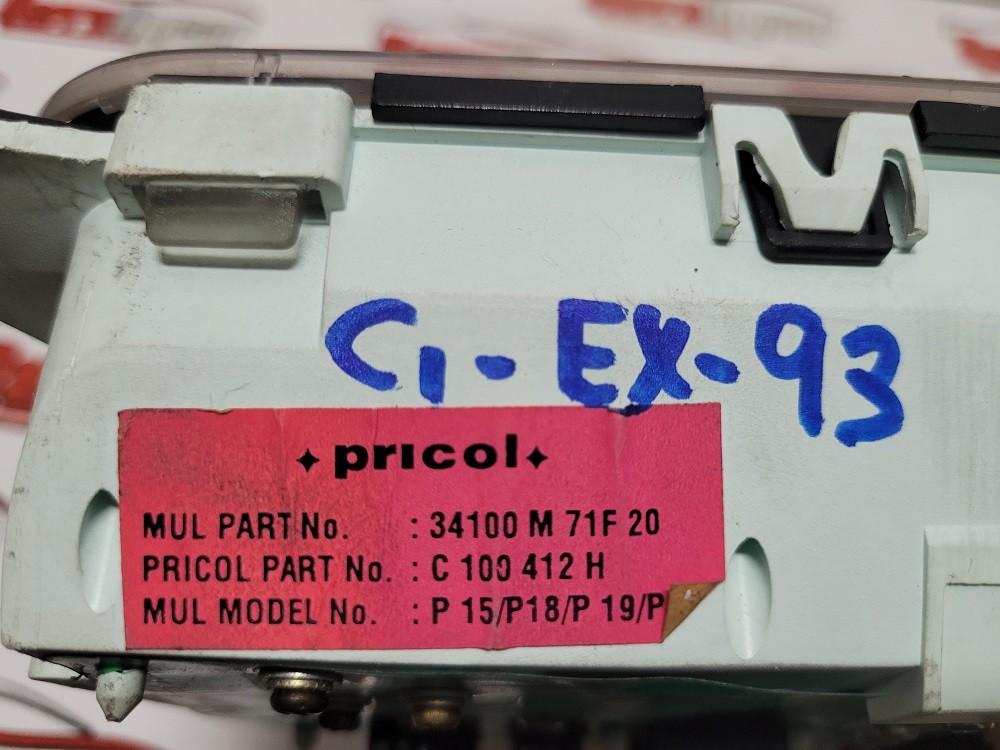 C1-EX-93
pricol
MUL PART No. : 34100 M 71F 20
PRICOL PART No. : C 100 412 H
MUL MODEL No. : P 15/P18/P 19/P